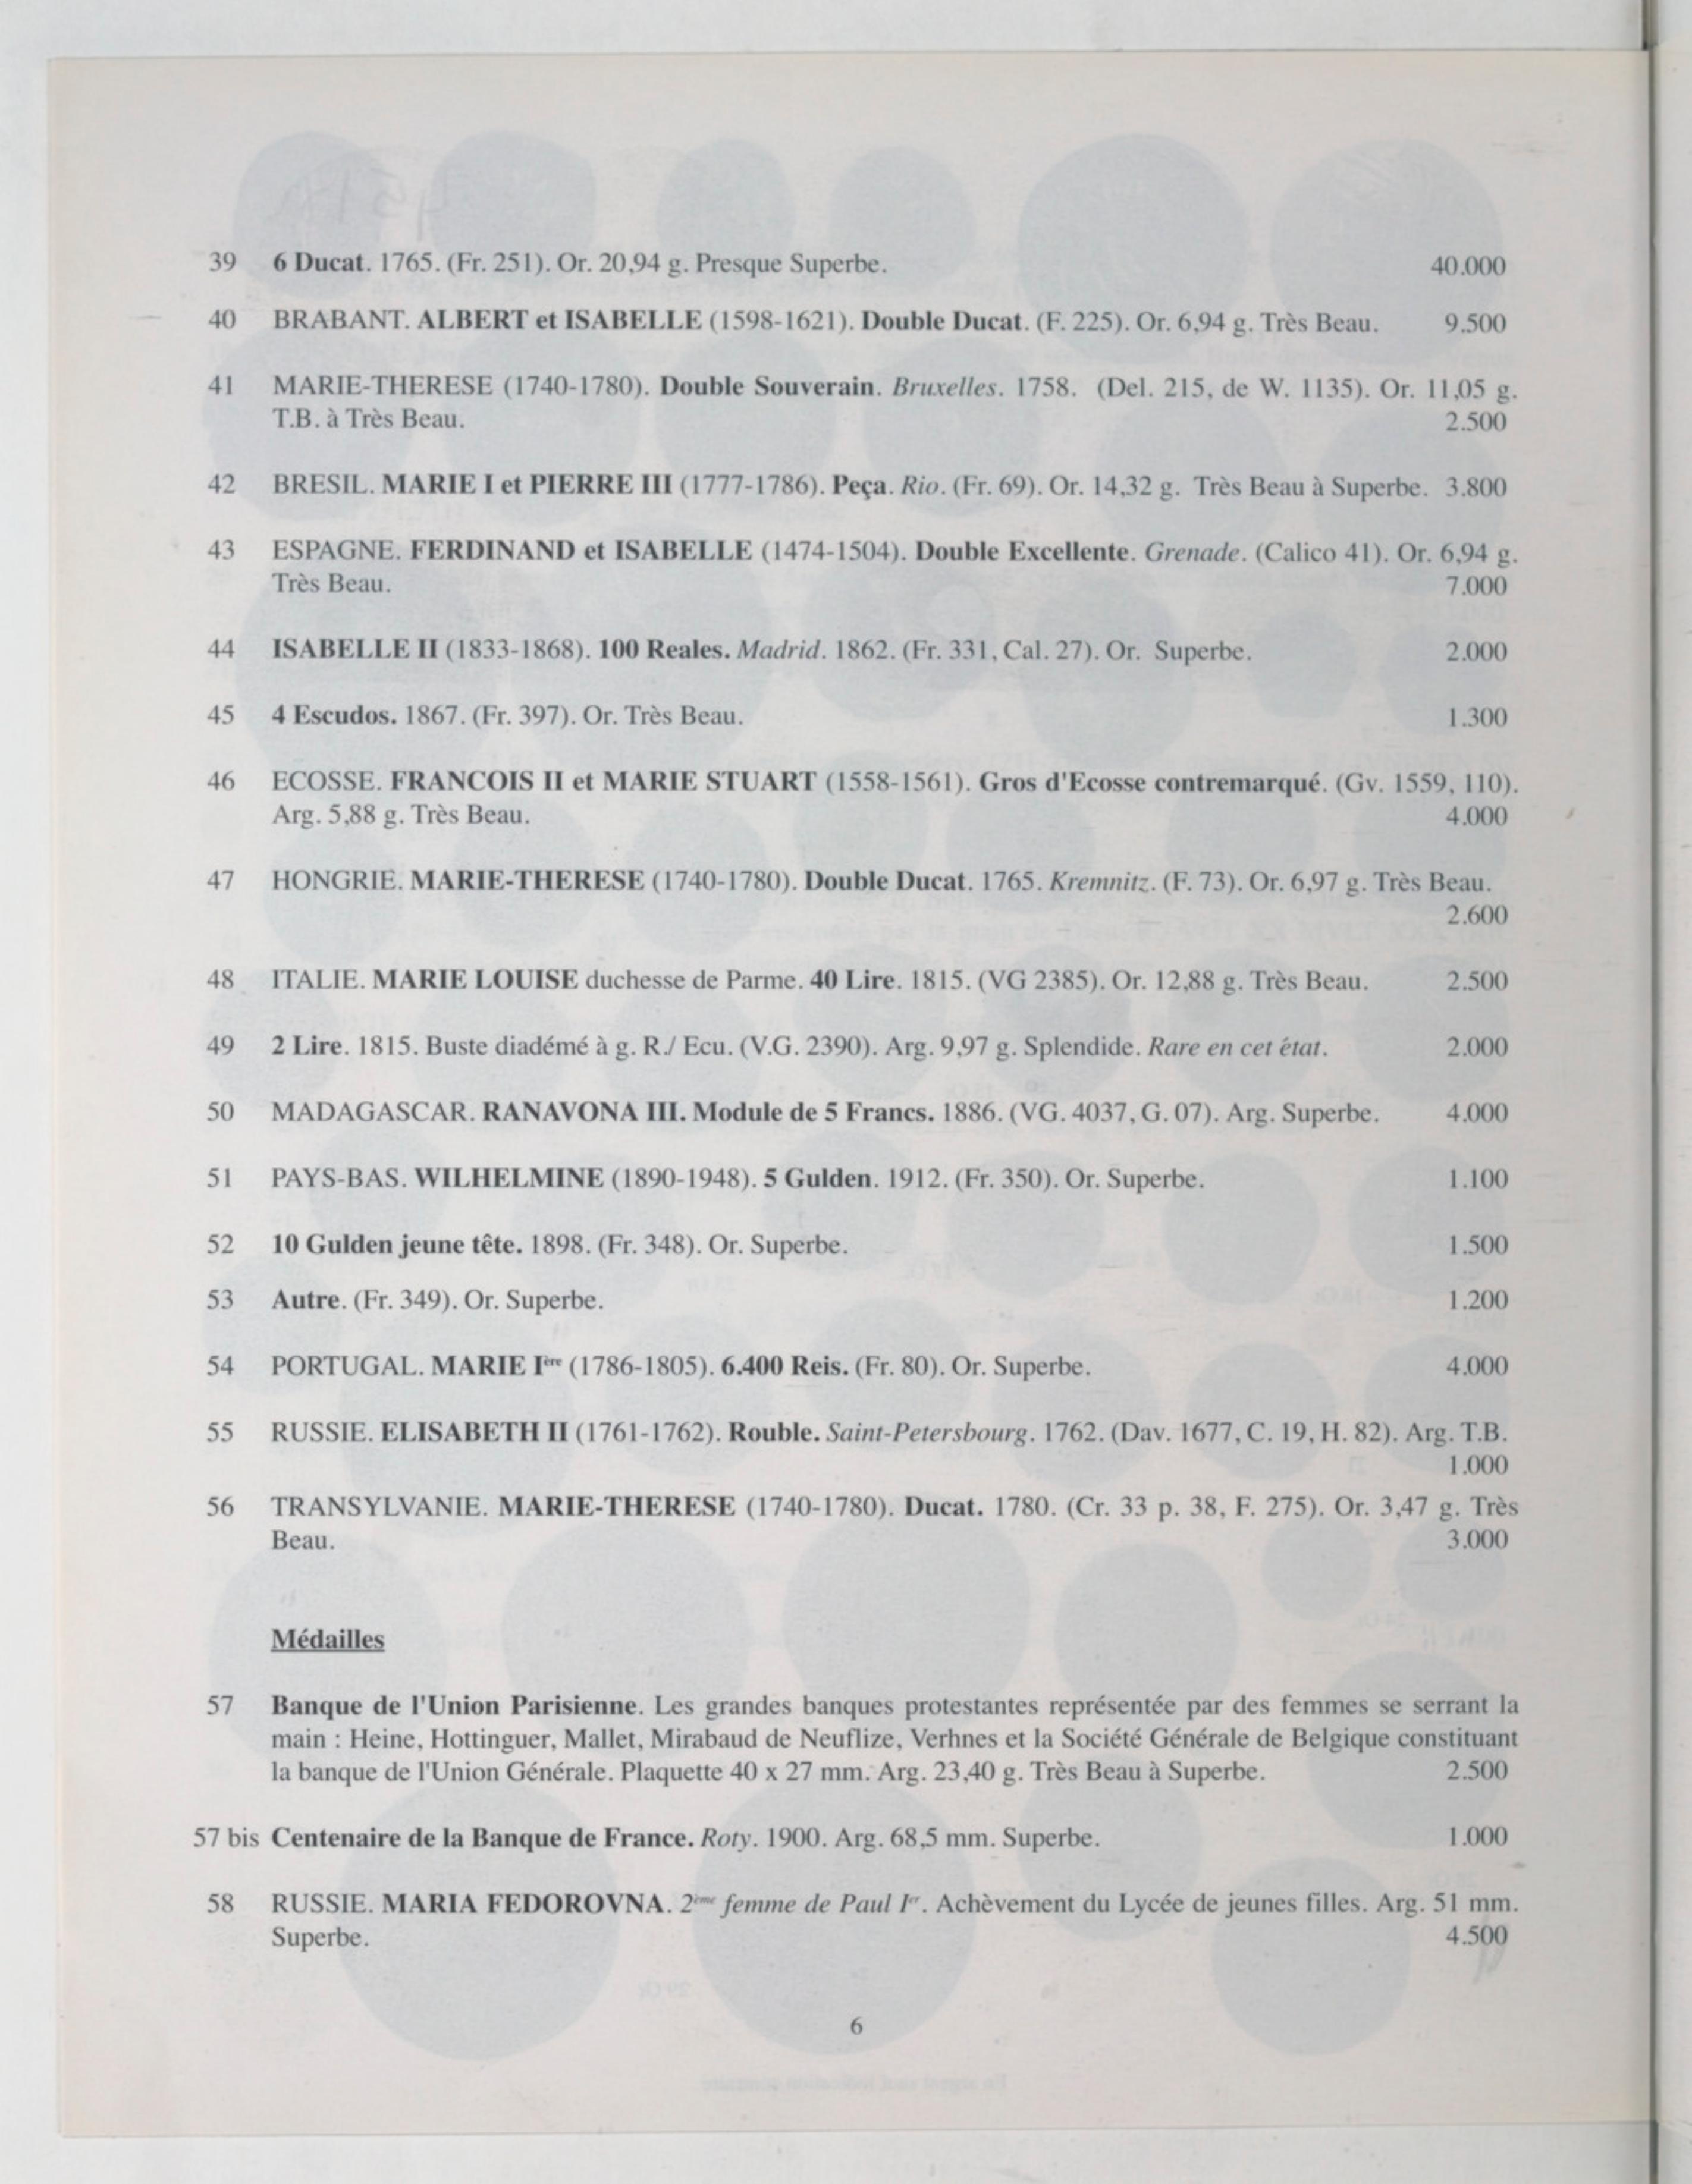 39 6 Ducat. 1765. (Fr. 251). Or. 20,94 g. Presque Superbe. 40.000
40 BRABANT. ALBERT et ISABELLE (1598-1621). Double Ducat. (F. 225). Or. 6,94 g. Très Beau. 9.500
41 MARIE-THERESE (1740-1780). Double Souverain. Bruxelles. 1758. (Del. 215, de W. 1135). Or. 11,05 g.
T.B. à Très Beau. 2.500
42 BRESIL. MARIE I et PIERRE III (1777-1786). Peça. Rio. (Fr. 69). Or. 14,32 g. Très Beau à Superbe. 3.800
43 ESPAGNE. FERDINAND et ISABELLE (1474-1504). Double Excellente. Grenade. (Calico 41). Or. 6,94 g.
Très Beau. 7.000
44 ISABELLE II (1833-1868). 100 Reales. Madrid. 1862. (Fr. 331, Cal. 27). Or. Superbe. 2.000
45 4 Escudos. 1867. (Fr. 397). Or. Très Beau. 1.300
46 ECOSSE. FRANCOIS II et MARIE STUART (1558-1561). Gros d'Ecosse contremarqué. (Gv. 1559, 110).
Arg. 5,88 g. Très Beau. 4.000
47 HONGRIE. MARIE-THERESE (1740-1780). Double Ducat. 1765. Kremnitz. (F. 73). Or. 6,97 g. Très Beau.
2.600
48 ITALIE. MARIE LOUISE duchesse de Parme. 40 Lire. 1815. (VG 2385). Or. 12,88 g. Très Beau. 2.500
49 2 Lire. 1815. Buste diadémé à g. R./ Ecu. (V.G. 2390). Arg. 9,97 g. Splendide. Rare en cet état. 2.000
50 MADAGASCAR. RANAVONA III. Module de 5 Francs. 1886. (VG. 4037, G. 07). Arg. Superbe. 4.000
51 PAYS-BAS. WILHELMINE (1890-1948). 5 Gulden. 1912. (Fr. 350). Or. Superbe. 1.100
52 10 Gulden jeune tête. 1898. (Fr. 348). Or. Superbe. 1.500
53 Autre. (Fr. 349). Or. Superbe. 1.200
54 PORTUGAL. MARIE Ière (1786-1805). 6.400 Reis. (Fr. 80). Or. Superbe. 4.000
55 RUSSIE. ELISABETH II (1761-1762). Rouble. Saint-Petersbourg. 1762. (Dav. 1677, C. 19, H. 82). Arg. T.B.
1.000
56 TRANSYLVANIE. MARIE-THERESE (1740-1780). Ducat. 1780. (Cr. 33 p. 38, F. 275). Or. 3,47 g. Très
Beau. 3.000
Médailles
57 Banque de l'Union Parisienne. Les grandes banques protestantes représentée par des femmes se serrant la
main : Heine, Hottinguer, Mallet, Mirabaud de Neuflize, Verhnes et la Société Générale de Belgique constituant
la banque de l'Union Générale. Plaquette 40 x 27 mm. Arg. 23,40 g. Très Beau à Superbe. 2.500
57 bis Centenaire de la Banque de France. Roty. 1900. Arg. 68,5 mm. Superbe. 1.000
58 RUSSIE. MARIA FEDOROVNA. 2ème femme de Paul Ier. Achèvement du Lycée de jeunes filles. Arg. 51 mm.
Superbe. 4.500
6